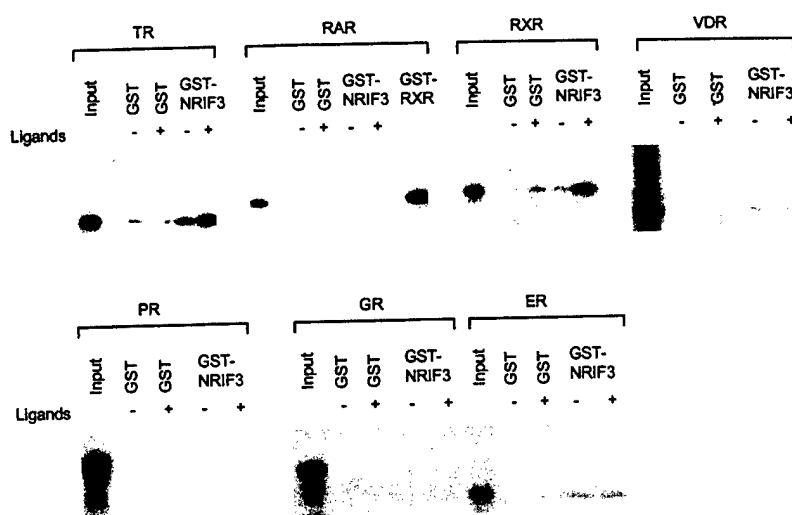 TR
RAR
RXR
VDR
Input
GST
GST
GST-
NRIF3
Input
GST
GST
GST-
NRIF3
GST-
RXR
Input
GST
GST
GST-
NRIF3
Input
GST
GST
GST-
NRIF3
Ligands - + - + - + - + - + - + - + - +
PR
GR
ER
Input
GST
GST
GST-
NRIF3
Input
GST
GST
GST-
NRIF3
Input
GST
GST
GST-
NRIF3
Ligands - + - + - + - + - + - +